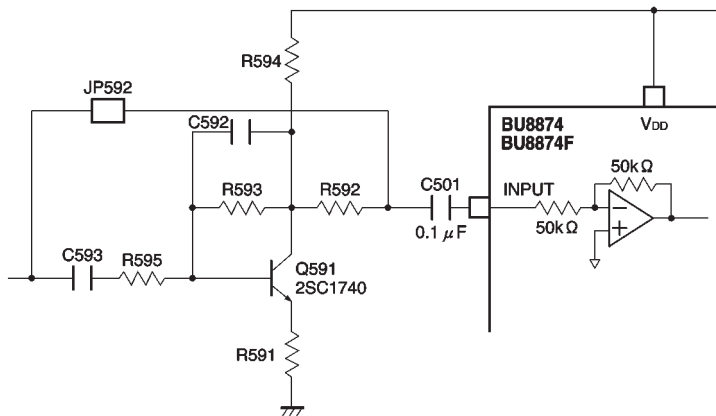 R594
JP592
C592
VDD
BU8874
BU8874F
50kΩ
R593
R592
C501
INPUT
0.1 μF
50kΩ
C593
R595
Q591
2SC1740
R591